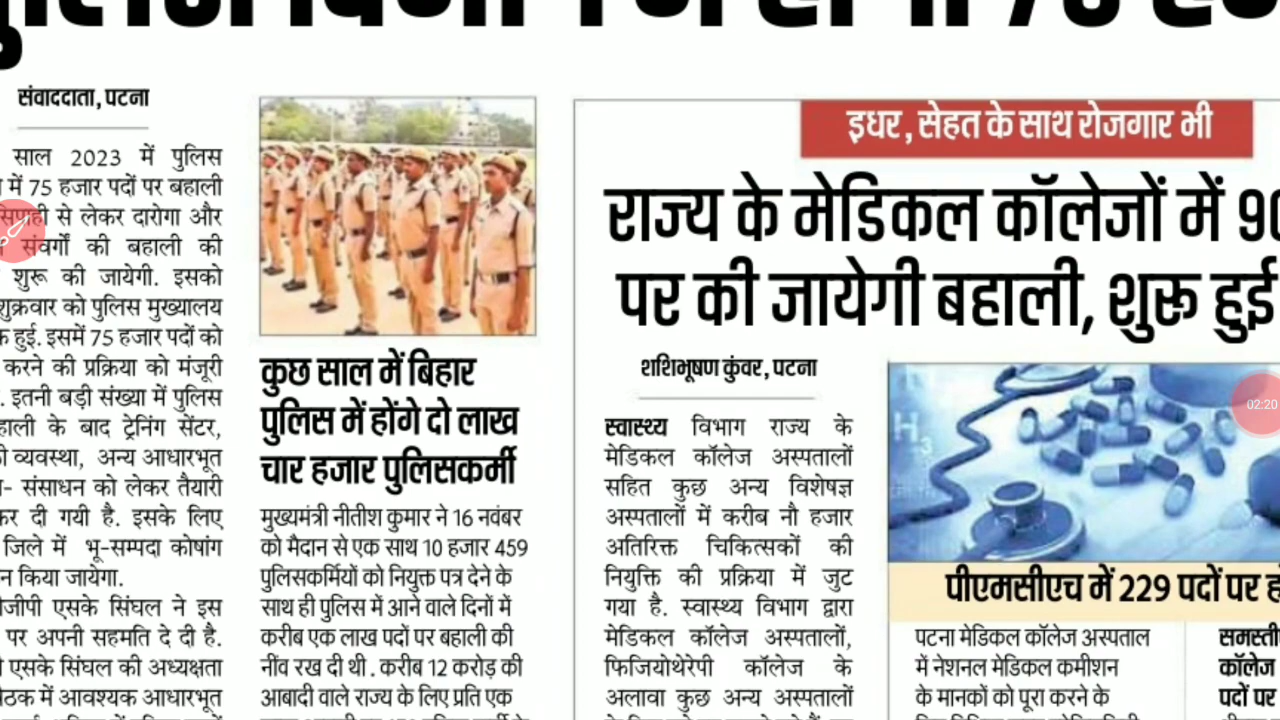 संवाददाता, पटना
साल 2023 में पुलिस
में 75 हजार पदों पर बहाली
से लेकर दारोगा और
संवर्गों की बहाली की
शुरू की जायेगी. इसको
शुक्रवार को पुलिस मुख्यालय
हुई. इसमें 75 हजार पदों को
करने की प्रक्रिया को मंजूरी
. इतनी बड़ी संख्या में पुलिस
के बाद ट्रेनिंग सेंटर,
व्यवस्था, अन्य आधारभूत
- संसाधन को लेकर तैयारी
कर दी गयी है. इसके लिए
जिले में भू-सम्पदा कोषांग
किया जायेगा.
एसके सिंघल ने इस
पर अपनी सहमति दे दी है.
एसके सिंघल की अध्यक्षता
में आवश्यक आधारभूत
कुछ साल में बिहार
पुलिस में होंगे दो लाख
चार हजार पुलिसकर्मी
मुख्यमंत्री नीतीश कुमार ने 16 नवंबर
को मैदान से एक साथ 10 हजार 459
पुलिसकर्मियों को नियुक्त पत्र देने के
साथ ही पुलिस में आने वाले दिनों में
करीब एक लाख पदों पर बहाली की
नींव रख दी थी. करीब 12 करोड़ की
आबादी वाले राज्य के लिए प्रति एक
इधर, सेहत के साथ रोजगार भी
राज्य के मेडिकल कॉलेजों में
पर की जायेगी बहाली, शुरू हुई
शशिभूषण कुंवर, पटना
स्वास्थ्य विभाग राज्य के
मेडिकल कॉलेज अस्पतालों
सहित कुछ अन्य विशेषज्ञ
अस्पतालों में करीब नौ हजार
अतिरिक्त चिकित्सकों की
नियुक्ति की प्रक्रिया में जुट
गया है. स्वास्थ्य विभाग द्वारा
मेडिकल कॉलेज अस्पतालों,
फिजियोथेरेपी कॉलेज के
अलावा कुछ अन्य अस्पतालों
02:20
पीएमसीएच में 229 पदों पर
पटना मेडिकल कॉलेज अस्पताल
में नेशनल मेडिकल कमीशन
के मानकों को पूरा करने के
कॉलेज
पदों पर